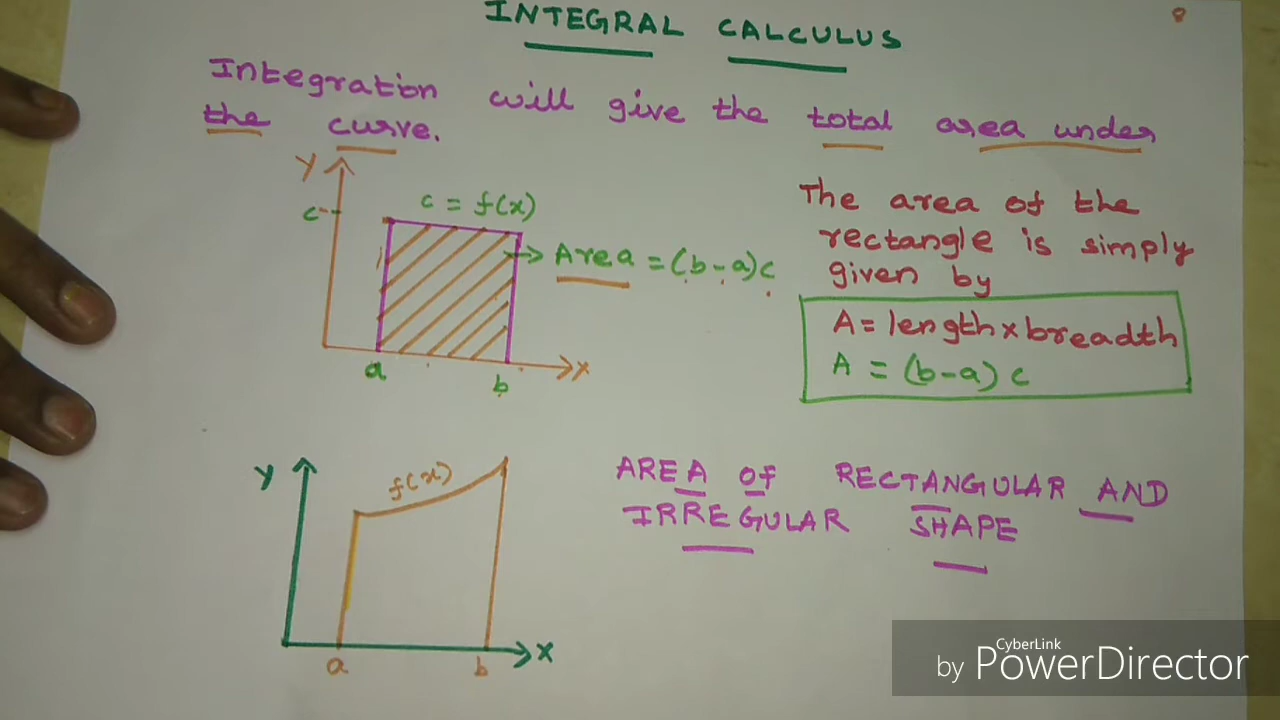 8
INTEGRAL CALCULUS
Integration will give the total area under
the curve.
Y
c
c = f(x)
Area = (b-a)c
a
b
X
The area of the
rectangle is simply
given by
A = length x breadth
A = (b-a) c
Y
f(x)
a
b
X
AREA OF RECTANGULAR AND
IRREGULAR SHAPE
CyberLink
by PowerDirector